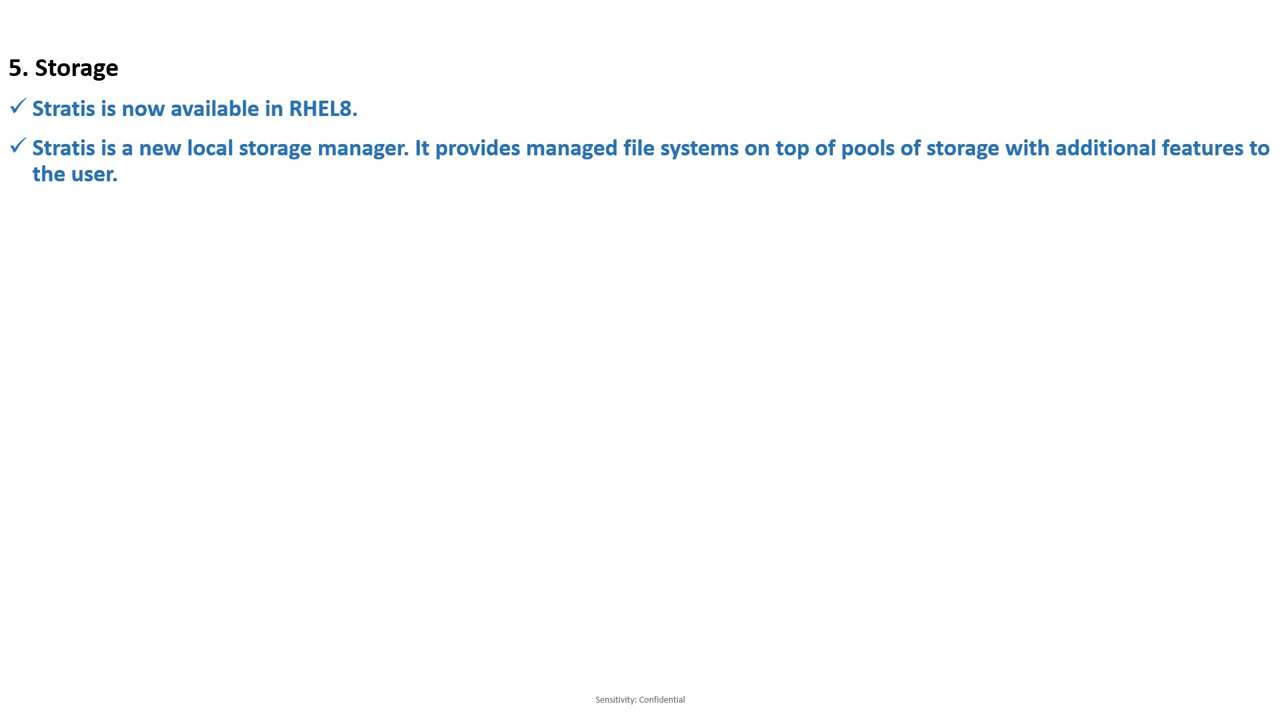 5. Storage
✓ Stratis is now available in RHEL8.
✓ Stratis is a new local storage manager. It provides managed file systems on top of pools of storage with additional features to
the user.
Sensitivity: Confidential